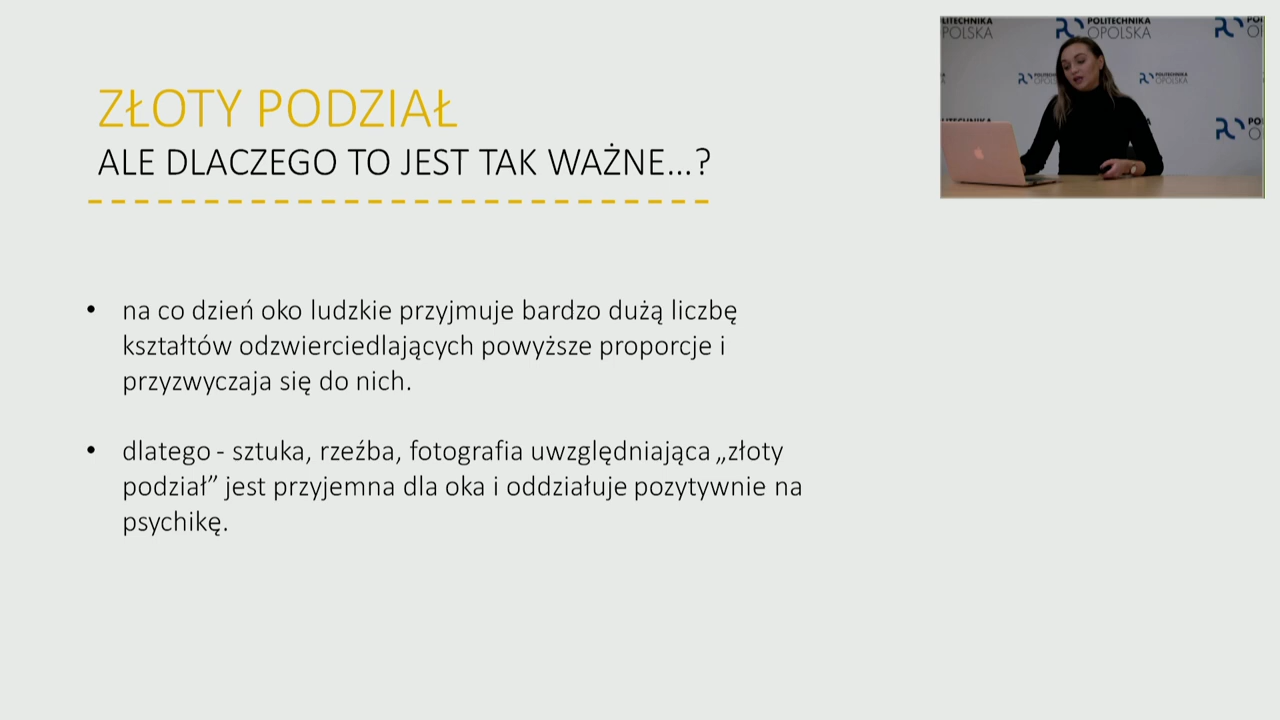 ZŁOTY PODZIAŁ
ALE DLACZEGO TO JEST TAK WAŻNE...?
• na co dzień oko ludzkie przyjmuje bardzo dużą liczbę
kształtów odzwierciedlających powyższe proporcje i
przyzwyczaja się do nich.
• dlatego - sztuka, rzeźba, fotografia uwzględniająca „złoty
podział” jest przyjemna dla oka i oddziałuje pozytywnie na
psychikę.
POLITECHNIKA
OPOLSKA
POLITECHNIKA
OPOLSKA